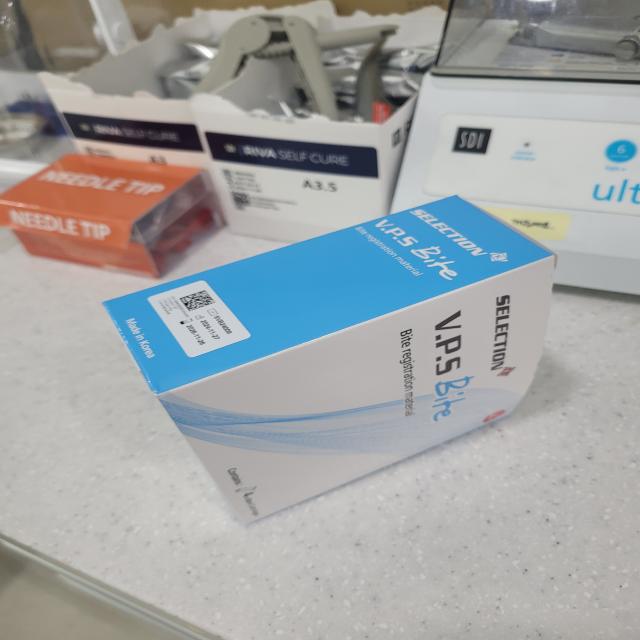 RIVA SELF CURE
RIVA SELF CURE
A3.5
SDI
ult
NEEDLE TIP
NEEDLE TIP
SELECTION
V.P.S Bite
Bite registration material
Made in Korea
SELECTION
V.P.S Bite
Bite registration material